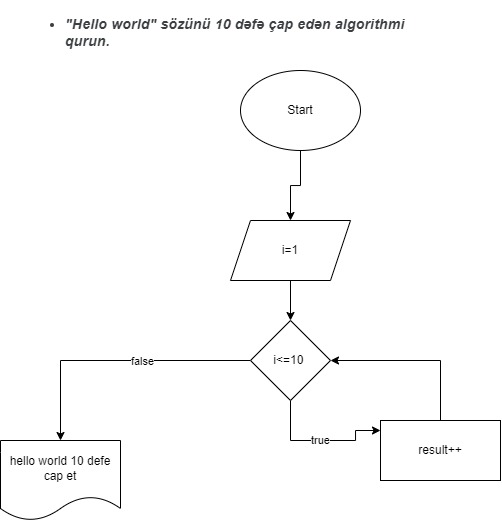 • "Hello world" sözünü 10 dəfə çap edən algorithmi
qurun.
Start
i=1
i<=10
false
true
result++
hello world 10 defe
cap et